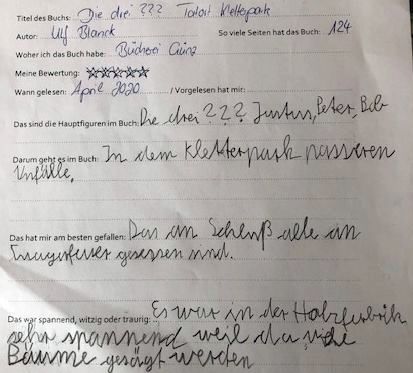 Titel des Buchs: Die drei ??? Tatort Kletterpark
Autor: Ulf Blanck So viele Seiten hat das Buch: 124
Woher ich das Buch habe: Bücherei Günz
Meine Bewertung: ☆☆☆☆☆
Wann gelesen: April 2020 / Vorgelesen hat mir:
Das sind die Hauptfiguren im Buch: Die drei ??? Justus, Peter, Bob
Darum geht es im Buch: In dem Kletterpark passieren
Unfälle.
Das hat mir am besten gefallen: Das am Schluß alle am
gesessen sind.
Das war spannend, witzig oder traurig: Es war in der Holzfabrik
sehr spannend weil da viele
Bäume gesägt werden